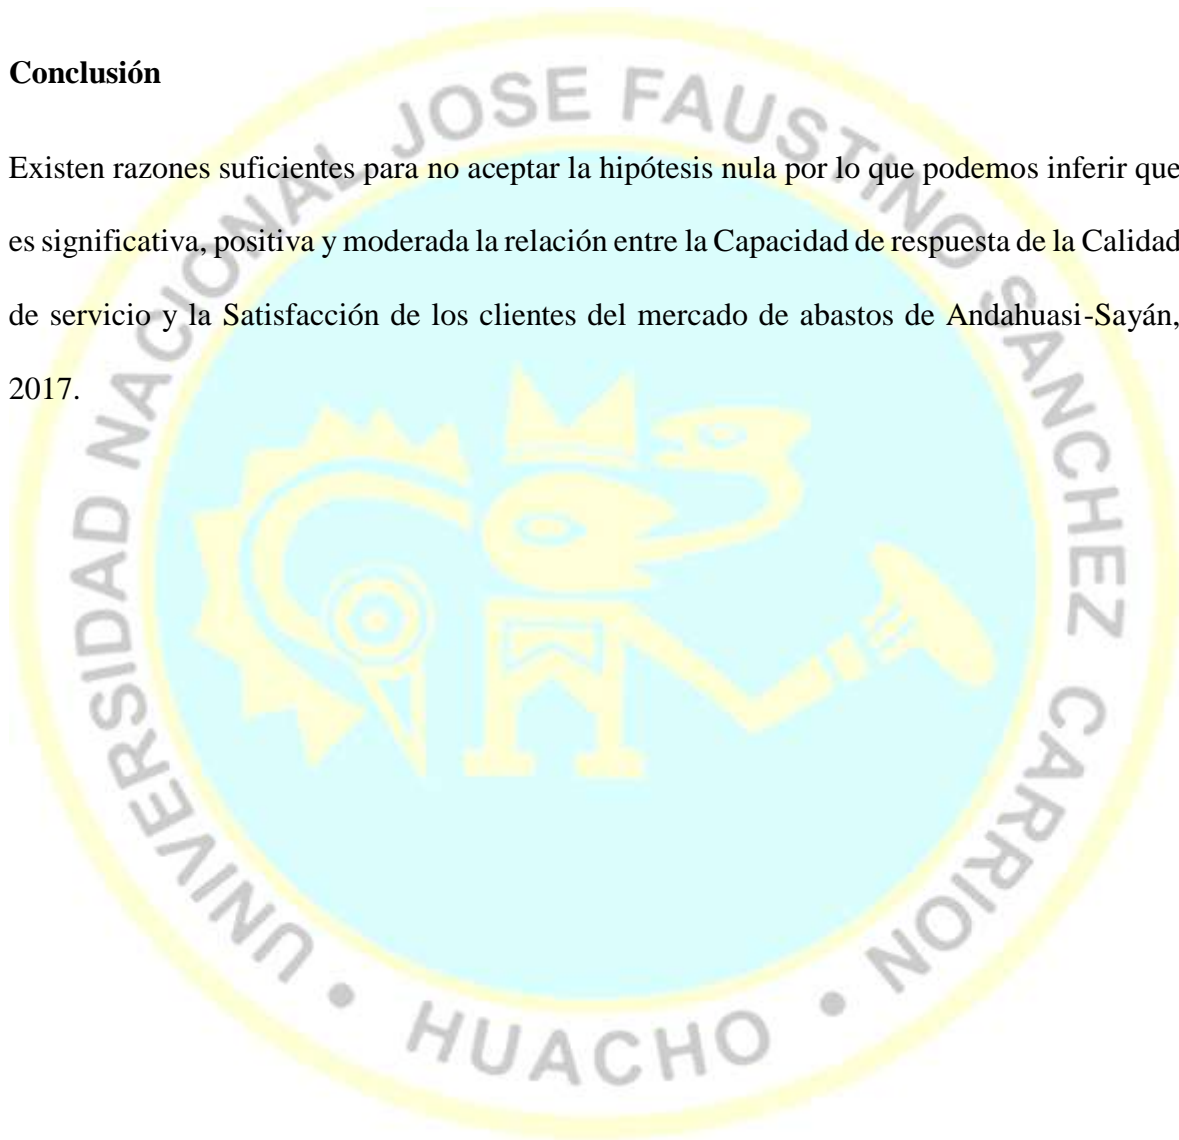 Conclusión
Existen razones suficientes para no aceptar la hipótesis nula por lo que podemos inferir que
es significativa, positiva y moderada la relación entre la Capacidad de respuesta de la Calidad
de servicio y la Satisfacción de los clientes del mercado de abastos de Andahuasi-Sayán,
2017.
UNIVERSIDAD NACIONAL JOSE FAUSTINO SANCHEZ CARRION • HUACHO •